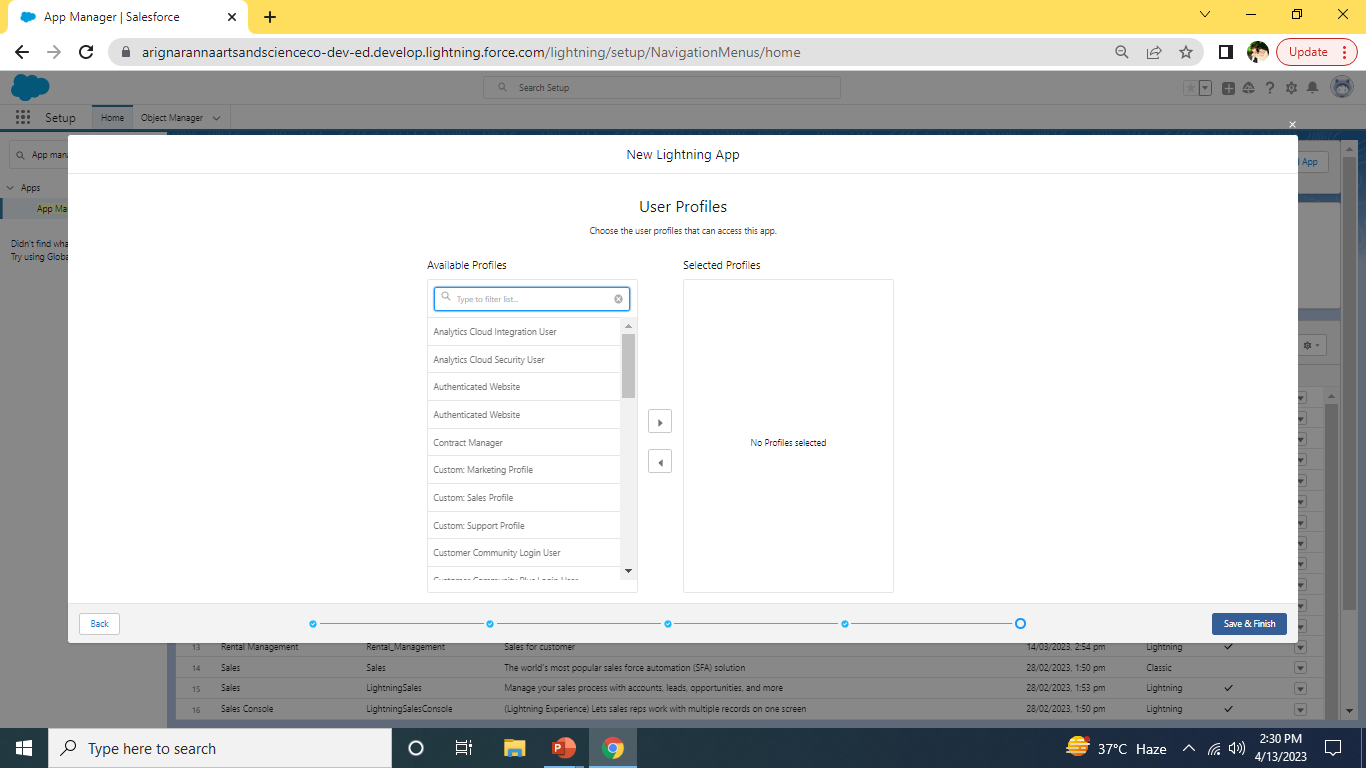 App Manager | Salesforce
arignarannaartsandscienceco-dev-ed.develop.lightning.force.com/lightning/setup/NavigationMenus/home
Update
Search Setup
Setup
Home
Object Manager
App mana
Apps
App Ma
Didn't find wha
Try using Globa
App
New Lightning App
User Profiles
Choose the user profiles that can access this app.
Available Profiles
Selected Profiles
Type to filter list...
Analytics Cloud Integration User
Analytics Cloud Security User
Authenticated Website
Authenticated Website
Contract Manager
Custom: Marketing Profile
Custom: Sales Profile
Custom: Support Profile
Customer Community Login User
Customer Community Plus Login User
No Profiles selected
Back
Save & Finish
13 Rental Management Rental_Management Sales for customer 14/03/2023, 2:54 pm Lightning
14 Sales Sales The world's most popular sales force automation (SFA) solution 28/02/2023, 1:50 pm Classic
15 Sales LightningSales Manage your sales process with accounts, leads, opportunities, and more 28/02/2023, 1:53 pm Lightning
16 Sales Console LightningSalesConsole (Lightning Experience) Lets sales reps work with multiple records on one screen 28/02/2023, 1:50 pm Lightning
Type here to search
37°C Haze
2:30 PM
4/13/2023